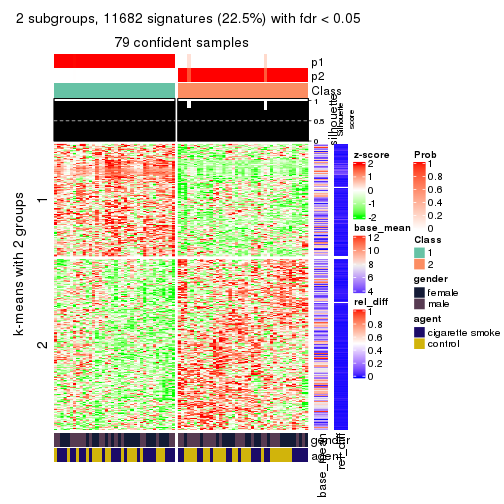 2 subgroups, 11682 signatures (22.5%) with fdr < 0.05
79 confident samples
p1
p2
Class
1
0.5
0
silhouette
Silhouette
score
k-means with 2 groups
1
2
gender
agent
base_mean
rel_diff
z-score
2
1
0
-1
-2
base_mean
12
10
8
6
4
rel_diff
1
0.8
0.6
0.4
0.2
0
Prob
1
0.8
0.6
0.4
0.2
0
Class
1
2
gender
female
male
agent
cigarette smoke
control